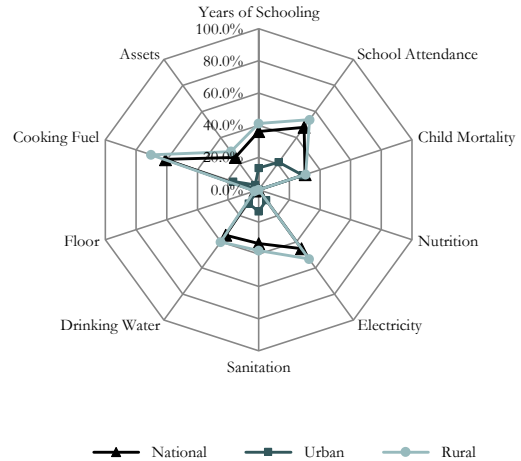 Years of Schooling
100.0%
Assets
School Attendance
80.0%
60.0%
Cooking Fuel
40.0%
Child Mortality
20.0%
0.0%
Floor
Nutrition
Drinking Water
Electricity
Sanitation
National
Urban
Rural